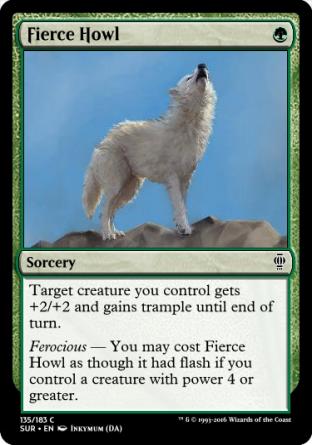 Fierce Howl
Sorcery
Target creature you control gets
+2/+2 and gains trample until end of
turn.
Ferocious — You may cost Fierce
Howl as though it had flash if you
control a creature with power 4 or
greater.
135/183 C
SUR • EN Inkymum (DA)
™ & © 1993-2016 Wizards of the Coast